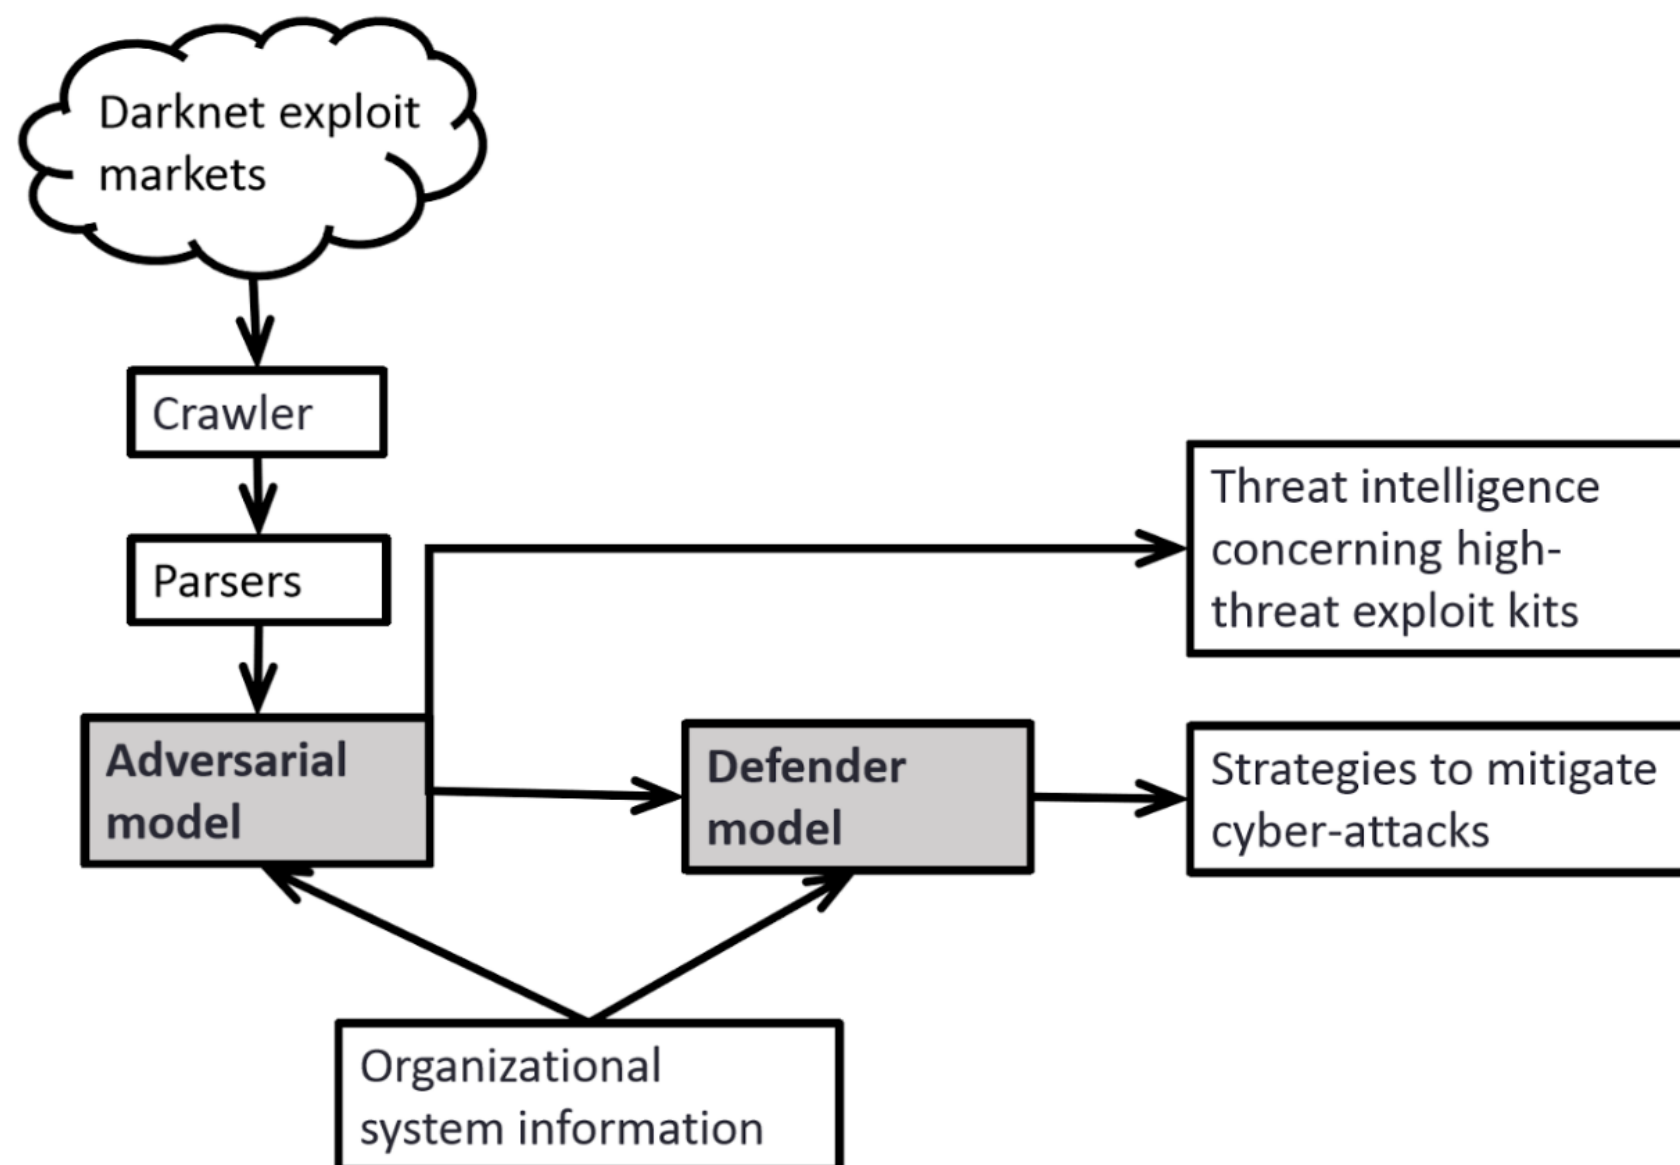 Darknet exploit
markets
Crawler
Parsers
Threat intelligence
concerning high-
threat exploit kits
Adversarial
model
Defender
model
Strategies to mitigate
cyber-attacks
Organizational
system information